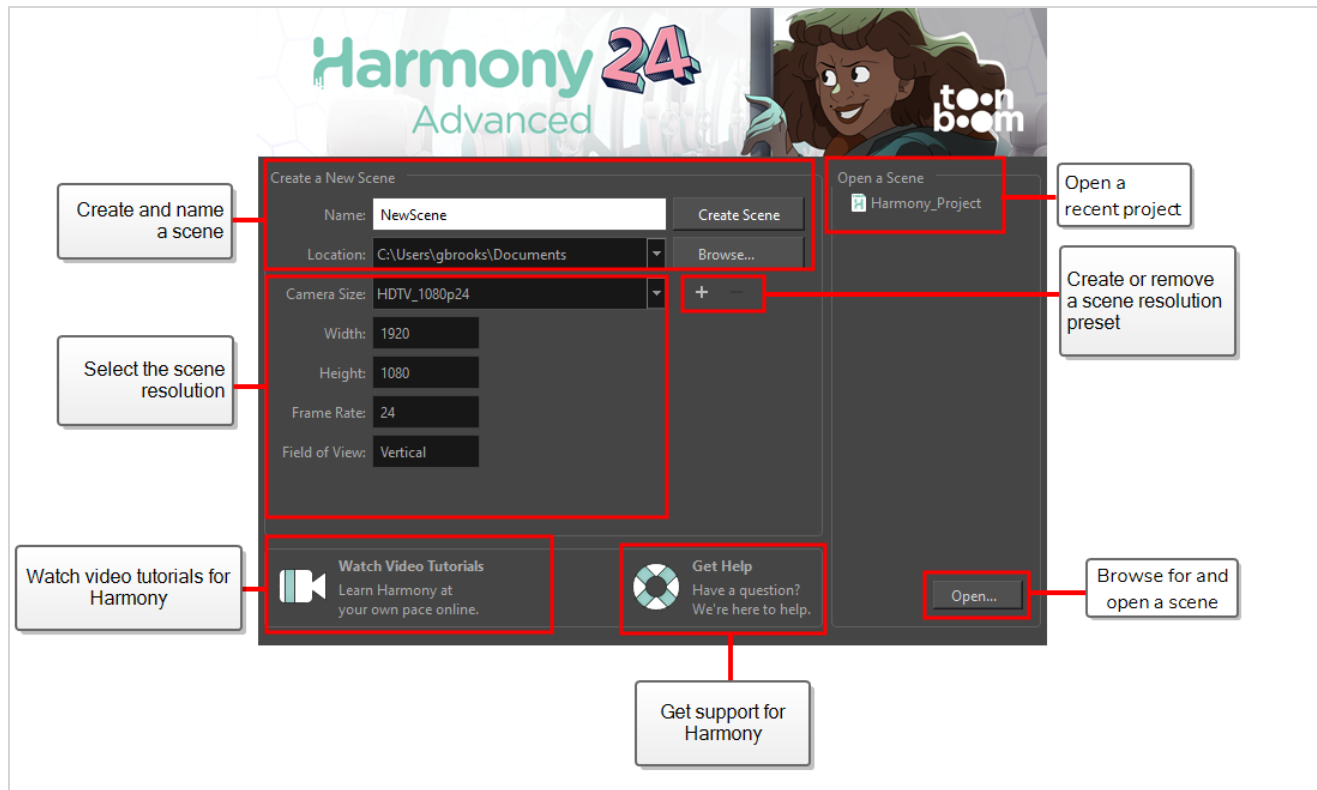 Harmony 24
Advanced
toon
boom
Create a New Scene
Name: NewScene Create Scene
Location: C:\Users\gbrooks\Documents Browse...
Camera Size: HDTV_1080p24 + −
Width: 1920
Height: 1080
Frame Rate: 24
Field of View: Vertical
Open a Scene
Harmony_Project
Watch Video Tutorials
Learn Harmony at
your own pace online.
Get Help
Have a question?
We're here to help.
Open...
Create and name
a scene
Select the scene
resolution
Watch video tutorials for
Harmony
Get support for
Harmony
Open a
recent project
Create or remove
a scene resolution
preset
Browse for and
open a scene